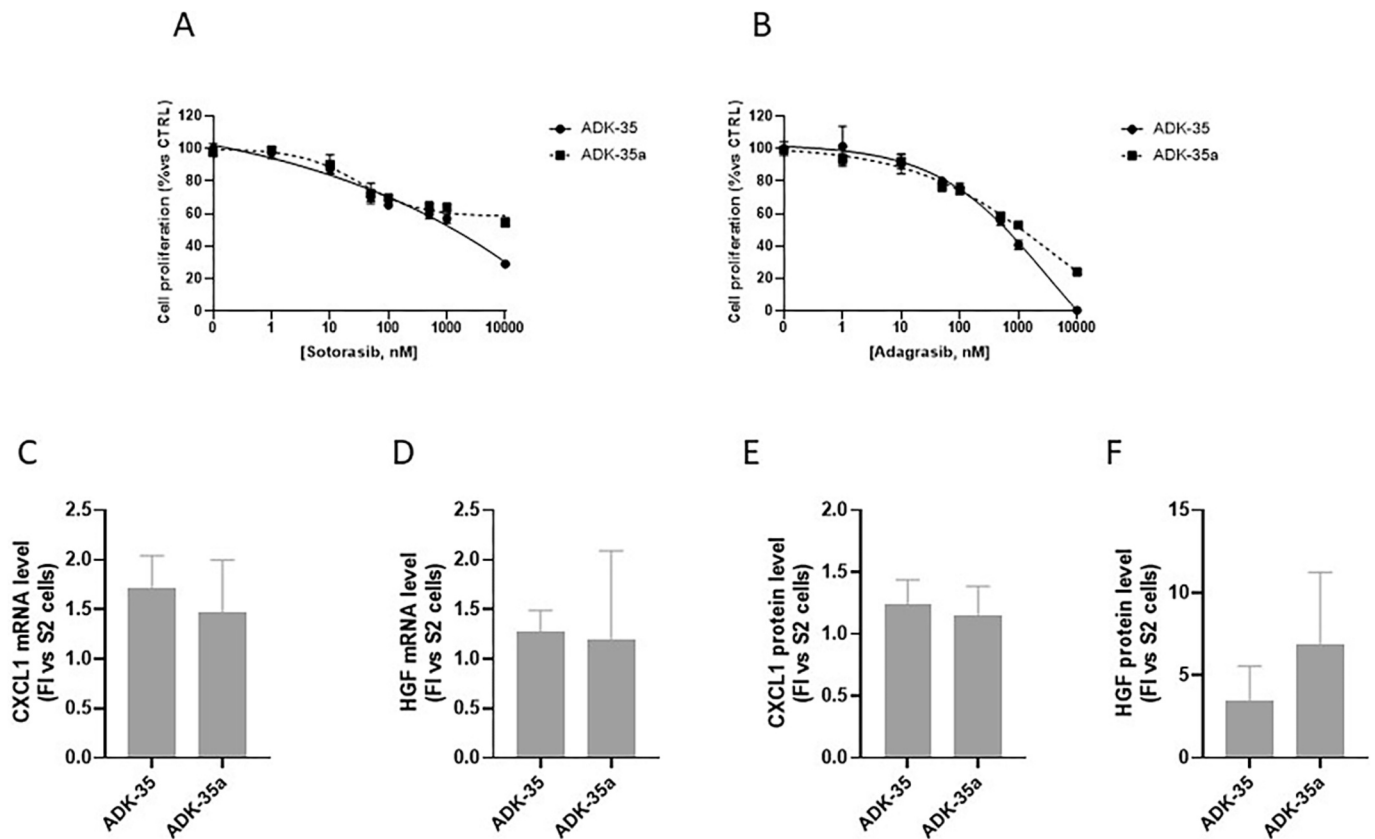 A
Cell proliferation (%vs CTRL)
120
100
80
60
40
20
0
0 1 10 100 1000 10000
[Sotorasib, nM]
ADK-35
ADK-35a
B
Cell proliferation (%vs CTRL)
120
100
80
60
40
20
0
0 1 10 100 1000 10000
[Adagrasib, nM]
ADK-35
ADK-35a
C
CXCL1 mRNA level
(FI vs S2 cells)
2.5
2.0
1.5
1.0
0.5
0.0
ADK-35
ADK-35a
D
HGF mRNA level
(FI vs S2 cells)
2.5
2.0
1.5
1.0
0.5
0.0
ADK-35
ADK-35a
E
CXCL1 protein level
(FI vs S2 cells)
2.0
1.5
1.0
0.5
0.0
ADK-35
ADK-35a
F
HGF protein level
(FI vs S2 cells)
15
10
5
0
ADK-35
ADK-35a